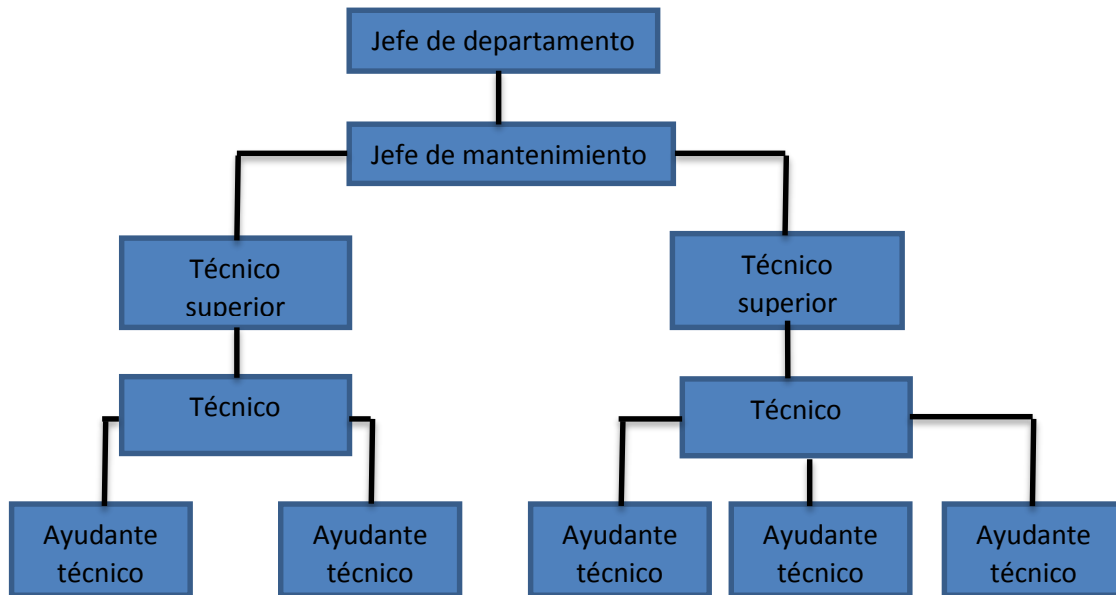 Jefe de departamento
Jefe de mantenimiento
Técnico
superior
Técnico
superior
Técnico
Técnico
Ayudante
técnico
Ayudante
técnico
Ayudante
técnico
Ayudante
técnico
Ayudante
técnico